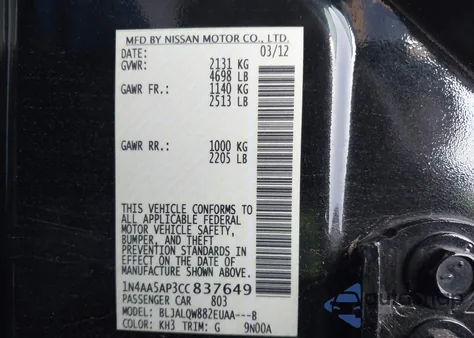 MFD BY NISSAN MOTOR CO., LTD.
DATE: 03/12
GVWR: 2131 KG
4698 LB
GAWR FR.: 1140 KG
2513 LB
GAWR RR.: 1000 KG
2205 LB
THIS VEHICLE CONFORMS TO
ALL APPLICABLE FEDERAL
MOTOR VEHICLE SAFETY,
BUMPER, AND THEFT
PREVENTION STANDARDS IN
EFFECT ON THE DATE OF
MANUFACTURE SHOWN ABOVE.
1N4AA5AP3CC837649
PASSENGER CAR 803
MODEL: BLJALQW882EUAA---B
COLOR: KH3 TRIM: G 9N00A